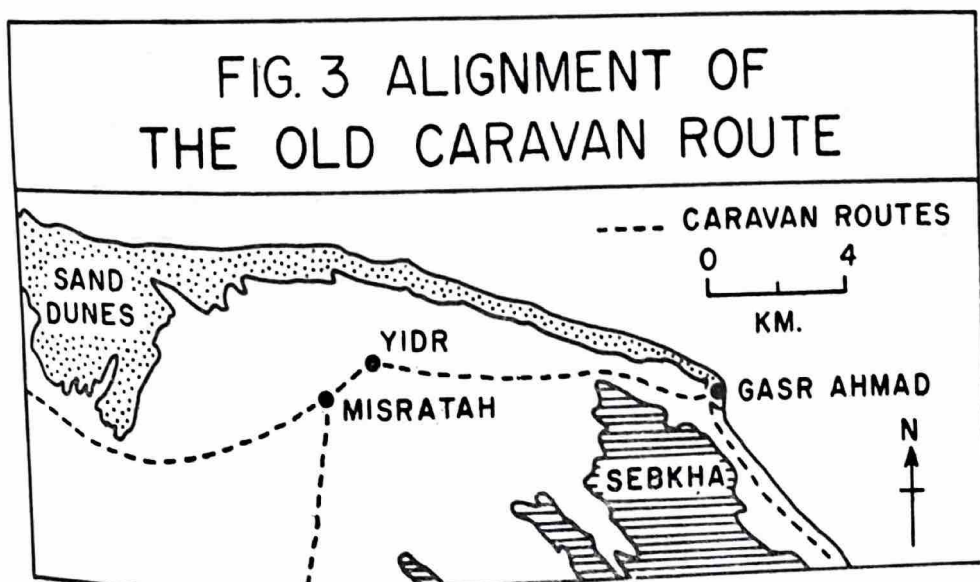 FIG. 3 ALIGNMENT OF
THE OLD CARAVAN ROUTE
CARAVAN ROUTES
0 4
KM.
SAND
DUNES
YIDR
MISRATAH
GASR AHMAD
N
SEBKHA